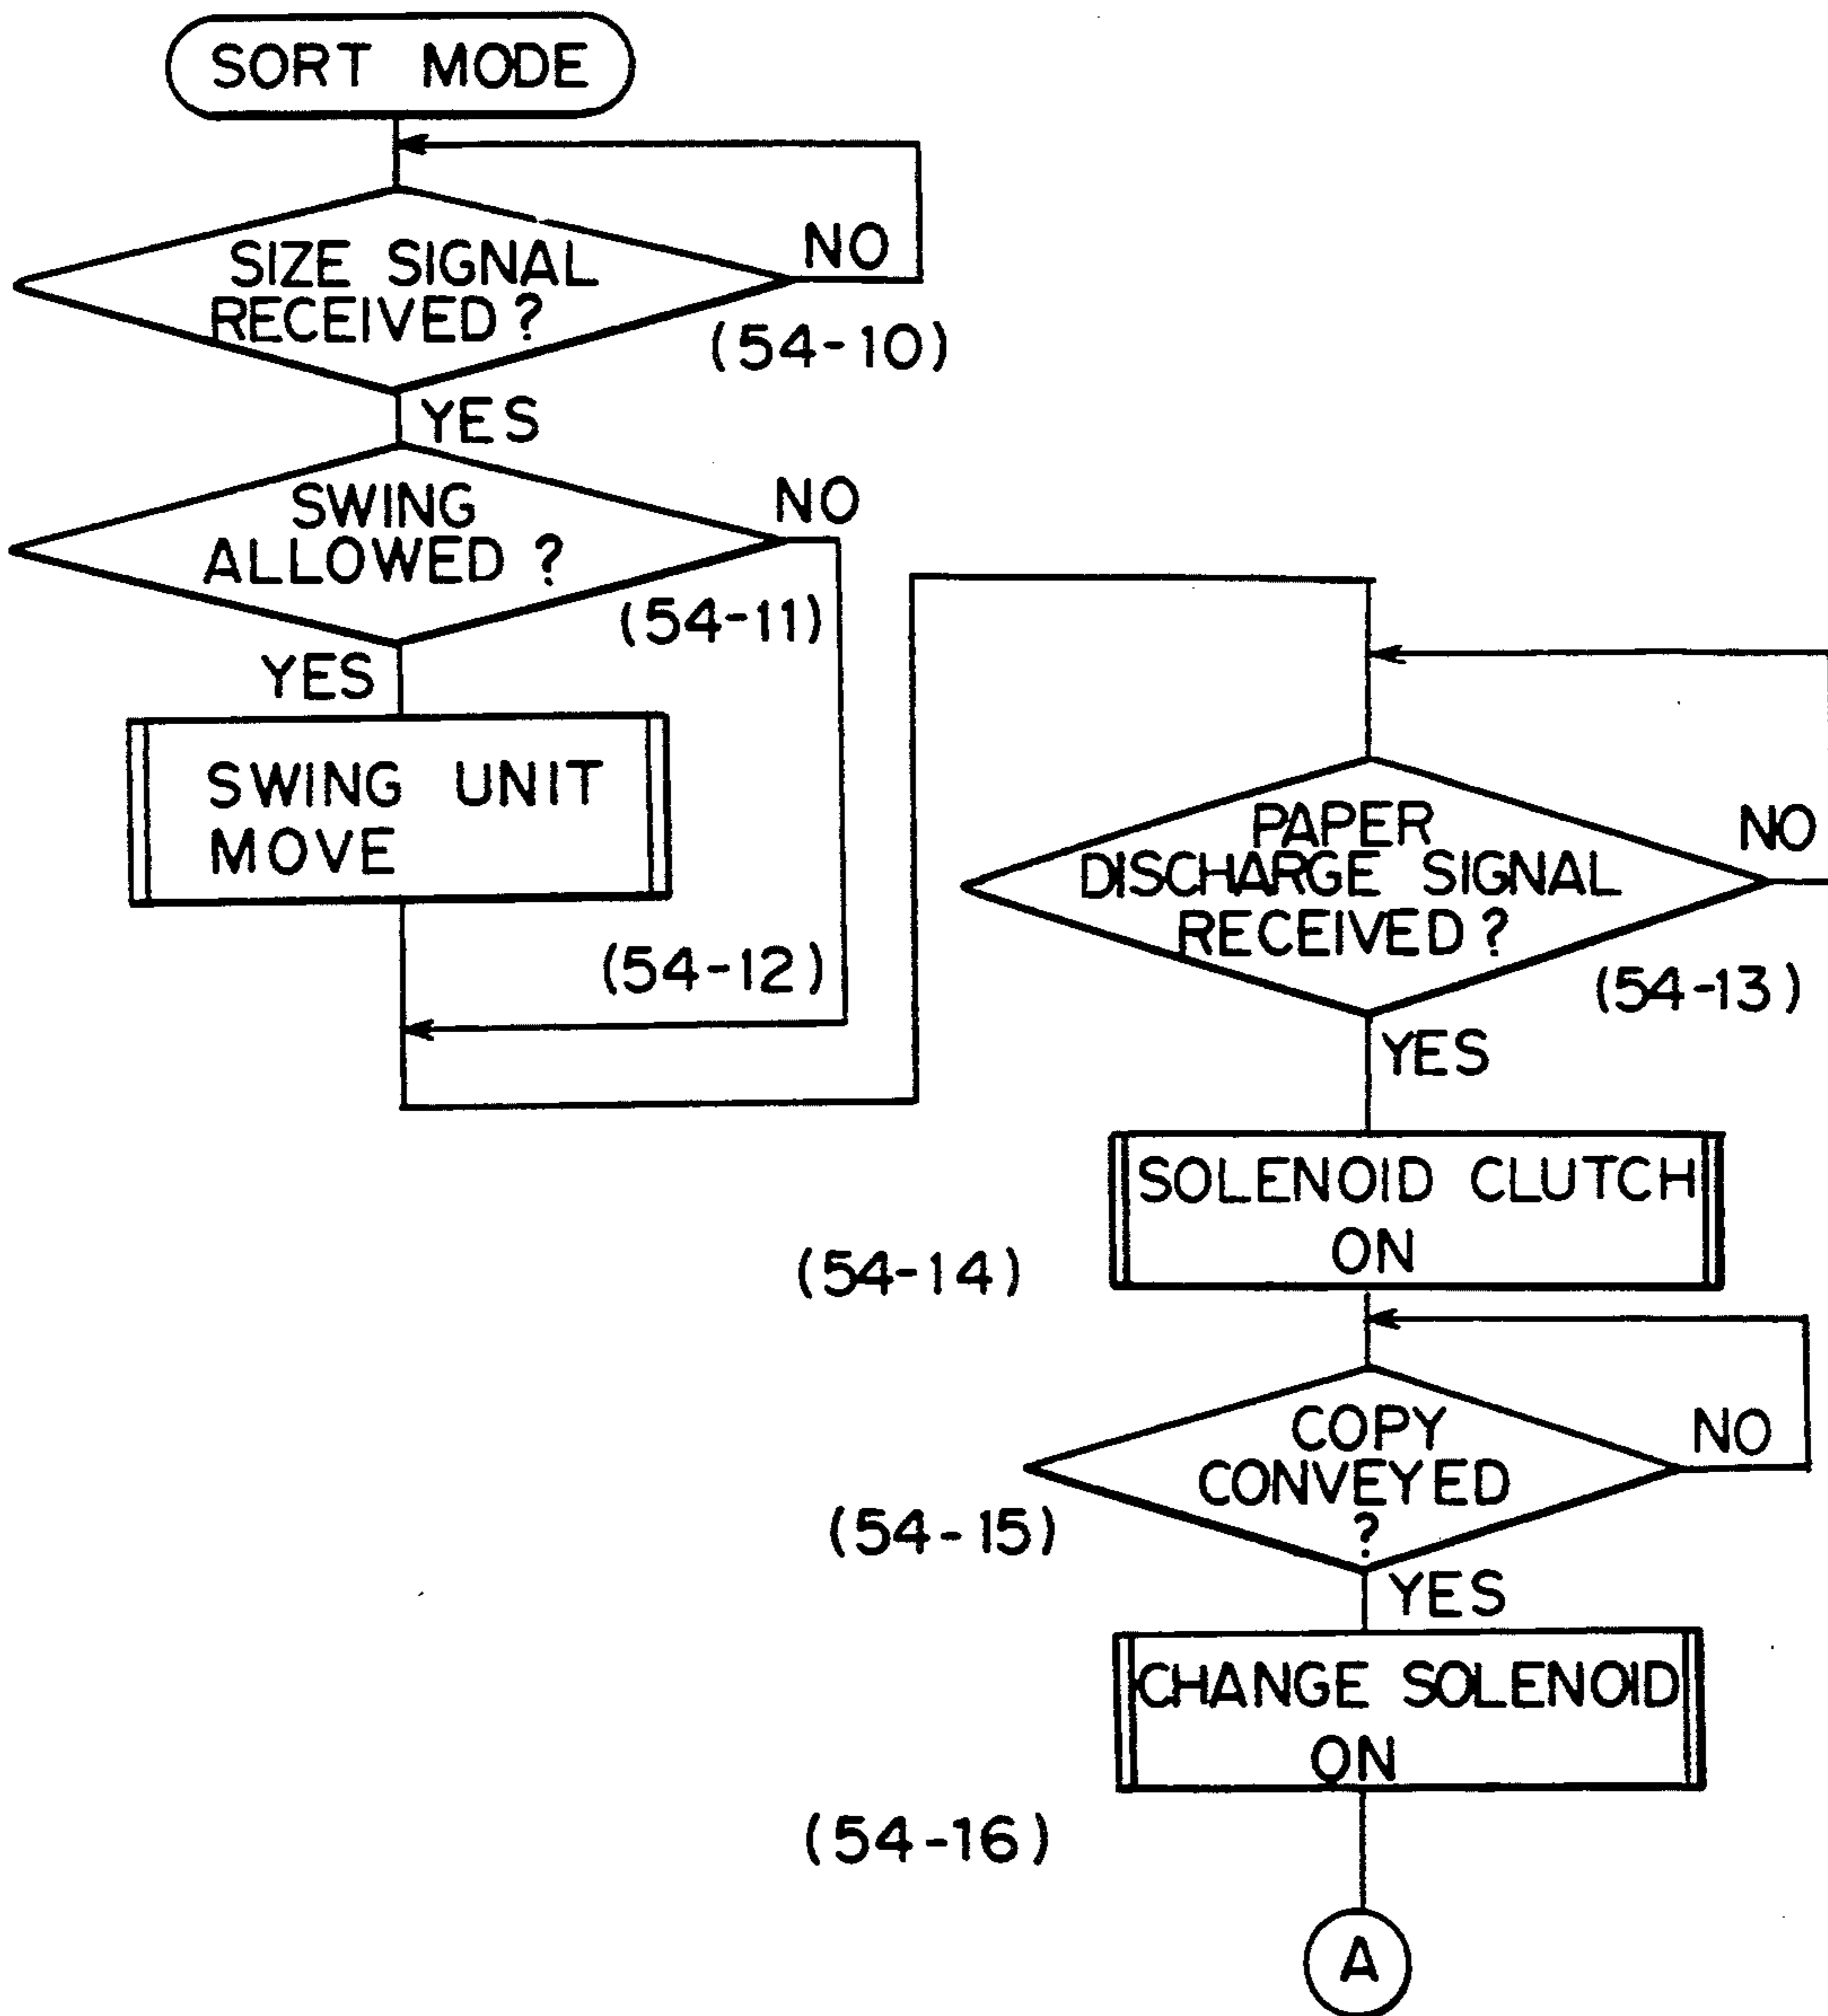 SORT MODE
NO
SIZE SIGNAL
RECEIVED ?
(54-10)
YES
NO
SWING
ALLOWED ?
(54-11)
YES
SWING UNIT
MOVE
(54-12)
PAPER
DISCHARGE SIGNAL
RECEIVED ?
NO
(54-13)
YES
SOLENOID CLUTCH
ON
(54-14)
COPY
CONVEYED
?
NO
(54-15)
YES
CHANGE SOLENOID
ON
(54-16)
A